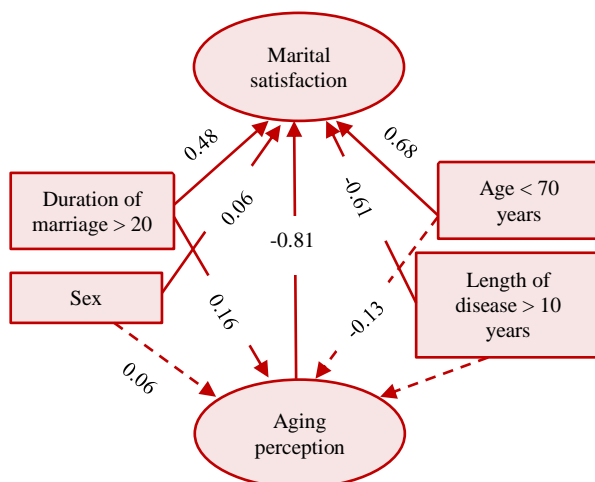 Marital
satisfaction
0.48
0.68
0.06
-0.61
Duration of
marriage > 20
Age < 70
years
-0.81
Sex
Length of
disease > 10
years
0.16
-0.13
0.06
Aging
perception